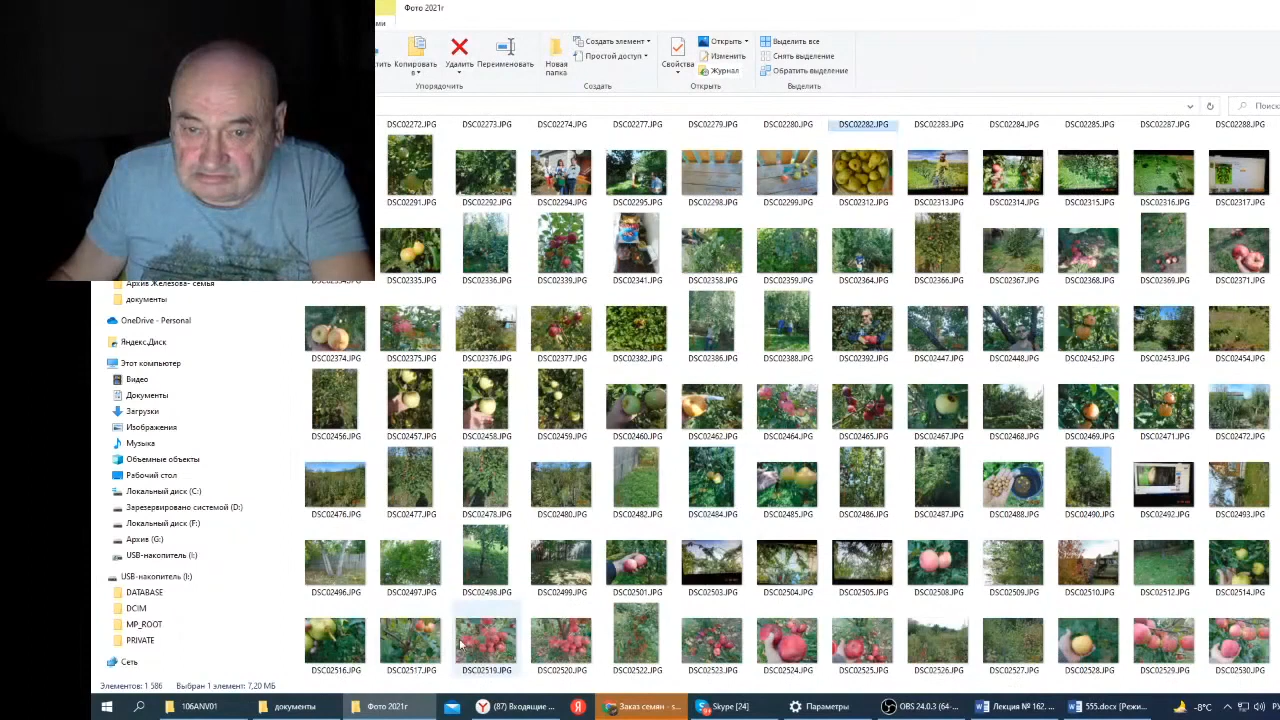 Фото 2021г
Копировать в
Удалить
Переименовать
Новая папка
Создать элемент
Простой доступ
Свойства
Открыть
Изменить
Журнал
Выделить все
Снять выделение
Обратить выделение
Упорядочить
Создать
Открыть
Выделить
DSC02272.JPG DSC02273.JPG DSC02274.JPG DSC02277.JPG DSC02279.JPG DSC02280.JPG DSC02282.JPG DSC02283.JPG DSC02284.JPG DSC02285.JPG DSC02287.JPG DSC02288.JPG
DSC02291.JPG DSC02292.JPG DSC02294.JPG DSC02295.JPG DSC02298.JPG DSC02299.JPG DSC02312.JPG DSC02313.JPG DSC02314.JPG DSC02315.JPG DSC02316.JPG DSC02317.JPG
DSC02335.JPG DSC02336.JPG DSC02339.JPG DSC02341.JPG DSC02358.JPG DSC02359.JPG DSC02364.JPG DSC02366.JPG DSC02367.JPG DSC02368.JPG DSC02369.JPG DSC02371.JPG
Архив Железова- семья
документы
OneDrive - Personal
Яндекс.Диск
Этот компьютер
Видео
Документы
Загрузки
Изображения
Музыка
Объемные объекты
Рабочий стол
Локальный диск (C:)
Зарезервировано системой (D:)
Локальный диск (F:)
Архив (G:)
USB-накопитель (I:)
USB-накопитель (I:)
DATABASE
DCIM
MP_ROOT
PRIVATE
Сеть
DSC02374.JPG DSC02375.JPG DSC02376.JPG DSC02377.JPG DSC02382.JPG DSC02386.JPG DSC02388.JPG DSC02392.JPG DSC02447.JPG DSC02448.JPG DSC02452.JPG DSC02453.JPG DSC02454.JPG
DSC02456.JPG DSC02457.JPG DSC02458.JPG DSC02459.JPG DSC02460.JPG DSC02462.JPG DSC02464.JPG DSC02465.JPG DSC02467.JPG DSC02468.JPG DSC02469.JPG DSC02471.JPG DSC02472.JPG
DSC02476.JPG DSC02477.JPG DSC02478.JPG DSC02480.JPG DSC02482.JPG DSC02484.JPG DSC02485.JPG DSC02486.JPG DSC02487.JPG DSC02488.JPG DSC02490.JPG DSC02492.JPG DSC02493.JPG
DSC02496.JPG DSC02497.JPG DSC02498.JPG DSC02499.JPG DSC02501.JPG DSC02503.JPG DSC02504.JPG DSC02505.JPG DSC02508.JPG DSC02509.JPG DSC02510.JPG DSC02512.JPG DSC02514.JPG
DSC02516.JPG DSC02517.JPG DSC02519.JPG DSC02520.JPG DSC02522.JPG DSC02523.JPG DSC02524.JPG DSC02525.JPG DSC02526.JPG DSC02527.JPG DSC02528.JPG DSC02529.JPG DSC02530.JPG
Элементов: 1 586 Выбран 1 элемент: 7,20 МБ
106ANV01
документы
Фото 2021г
(87) Входящие ...
Заказ семян - s...
Skype [24]
Параметры
OBS 24.0.3 (64-...
Лекция № 162. ...
555.docx [Режи...
-8°C